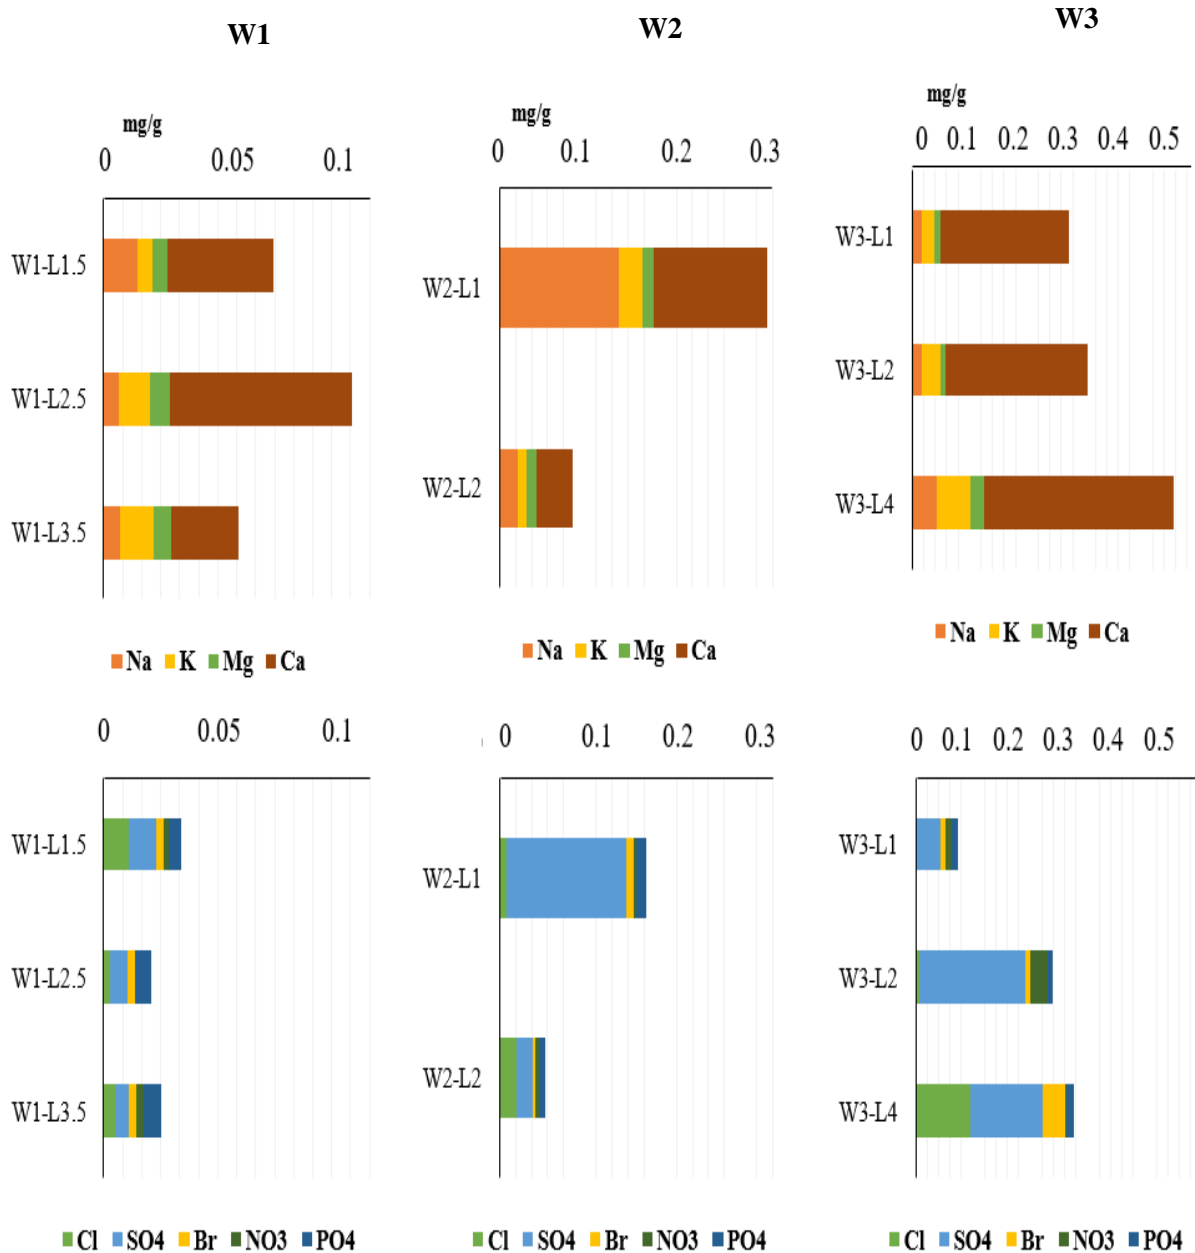 W1
mg/g
0 0.05 0.1
W1-L1.5
W1-L2.5
W1-L3.5
Na K Mg Ca
W2
mg/g
0 0.1 0.2 0.3
W2-L1
W2-L2
Na K Mg Ca
W3
mg/g
0 0.1 0.2 0.3 0.4 0.5
W3-L1
W3-L2
W3-L4
Na K Mg Ca
0 0.05 0.1
W1-L1.5
W1-L2.5
W1-L3.5
Cl SO4 Br NO3 PO4
0 0.1 0.2 0.3
W2-L1
W2-L2
Cl SO4 Br NO3 PO4
0 0.1 0.2 0.3 0.4 0.5
W3-L1
W3-L2
W3-L4
Cl SO4 Br NO3 PO4